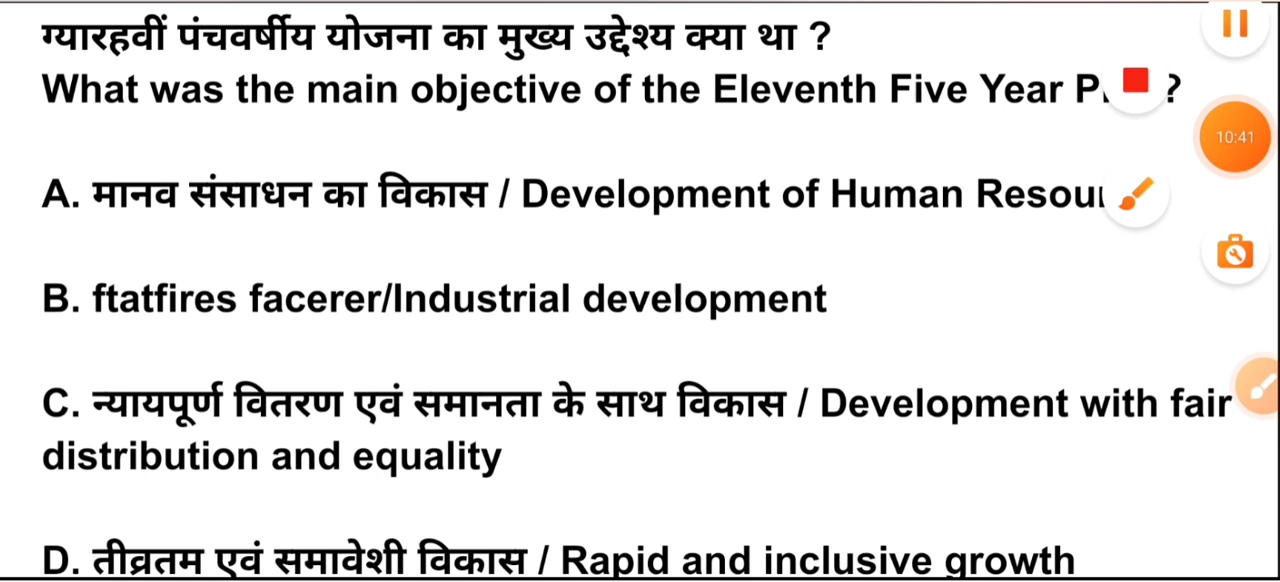 ग्यारहवीं पंचवर्षीय योजना का मुख्य उद्देश्य क्या था ?
What was the main objective of the Eleventh Five Year ?
10:41
A. मानव संसाधन का विकास / Development of Human
B. ftatfires facerer/Industrial development
C. न्यायपूर्ण वितरण एवं समानता के साथ विकास / Development with fair
distribution and equality
D. तीव्रतम एवं समावेशी विकास / Rapid and inclusive growth